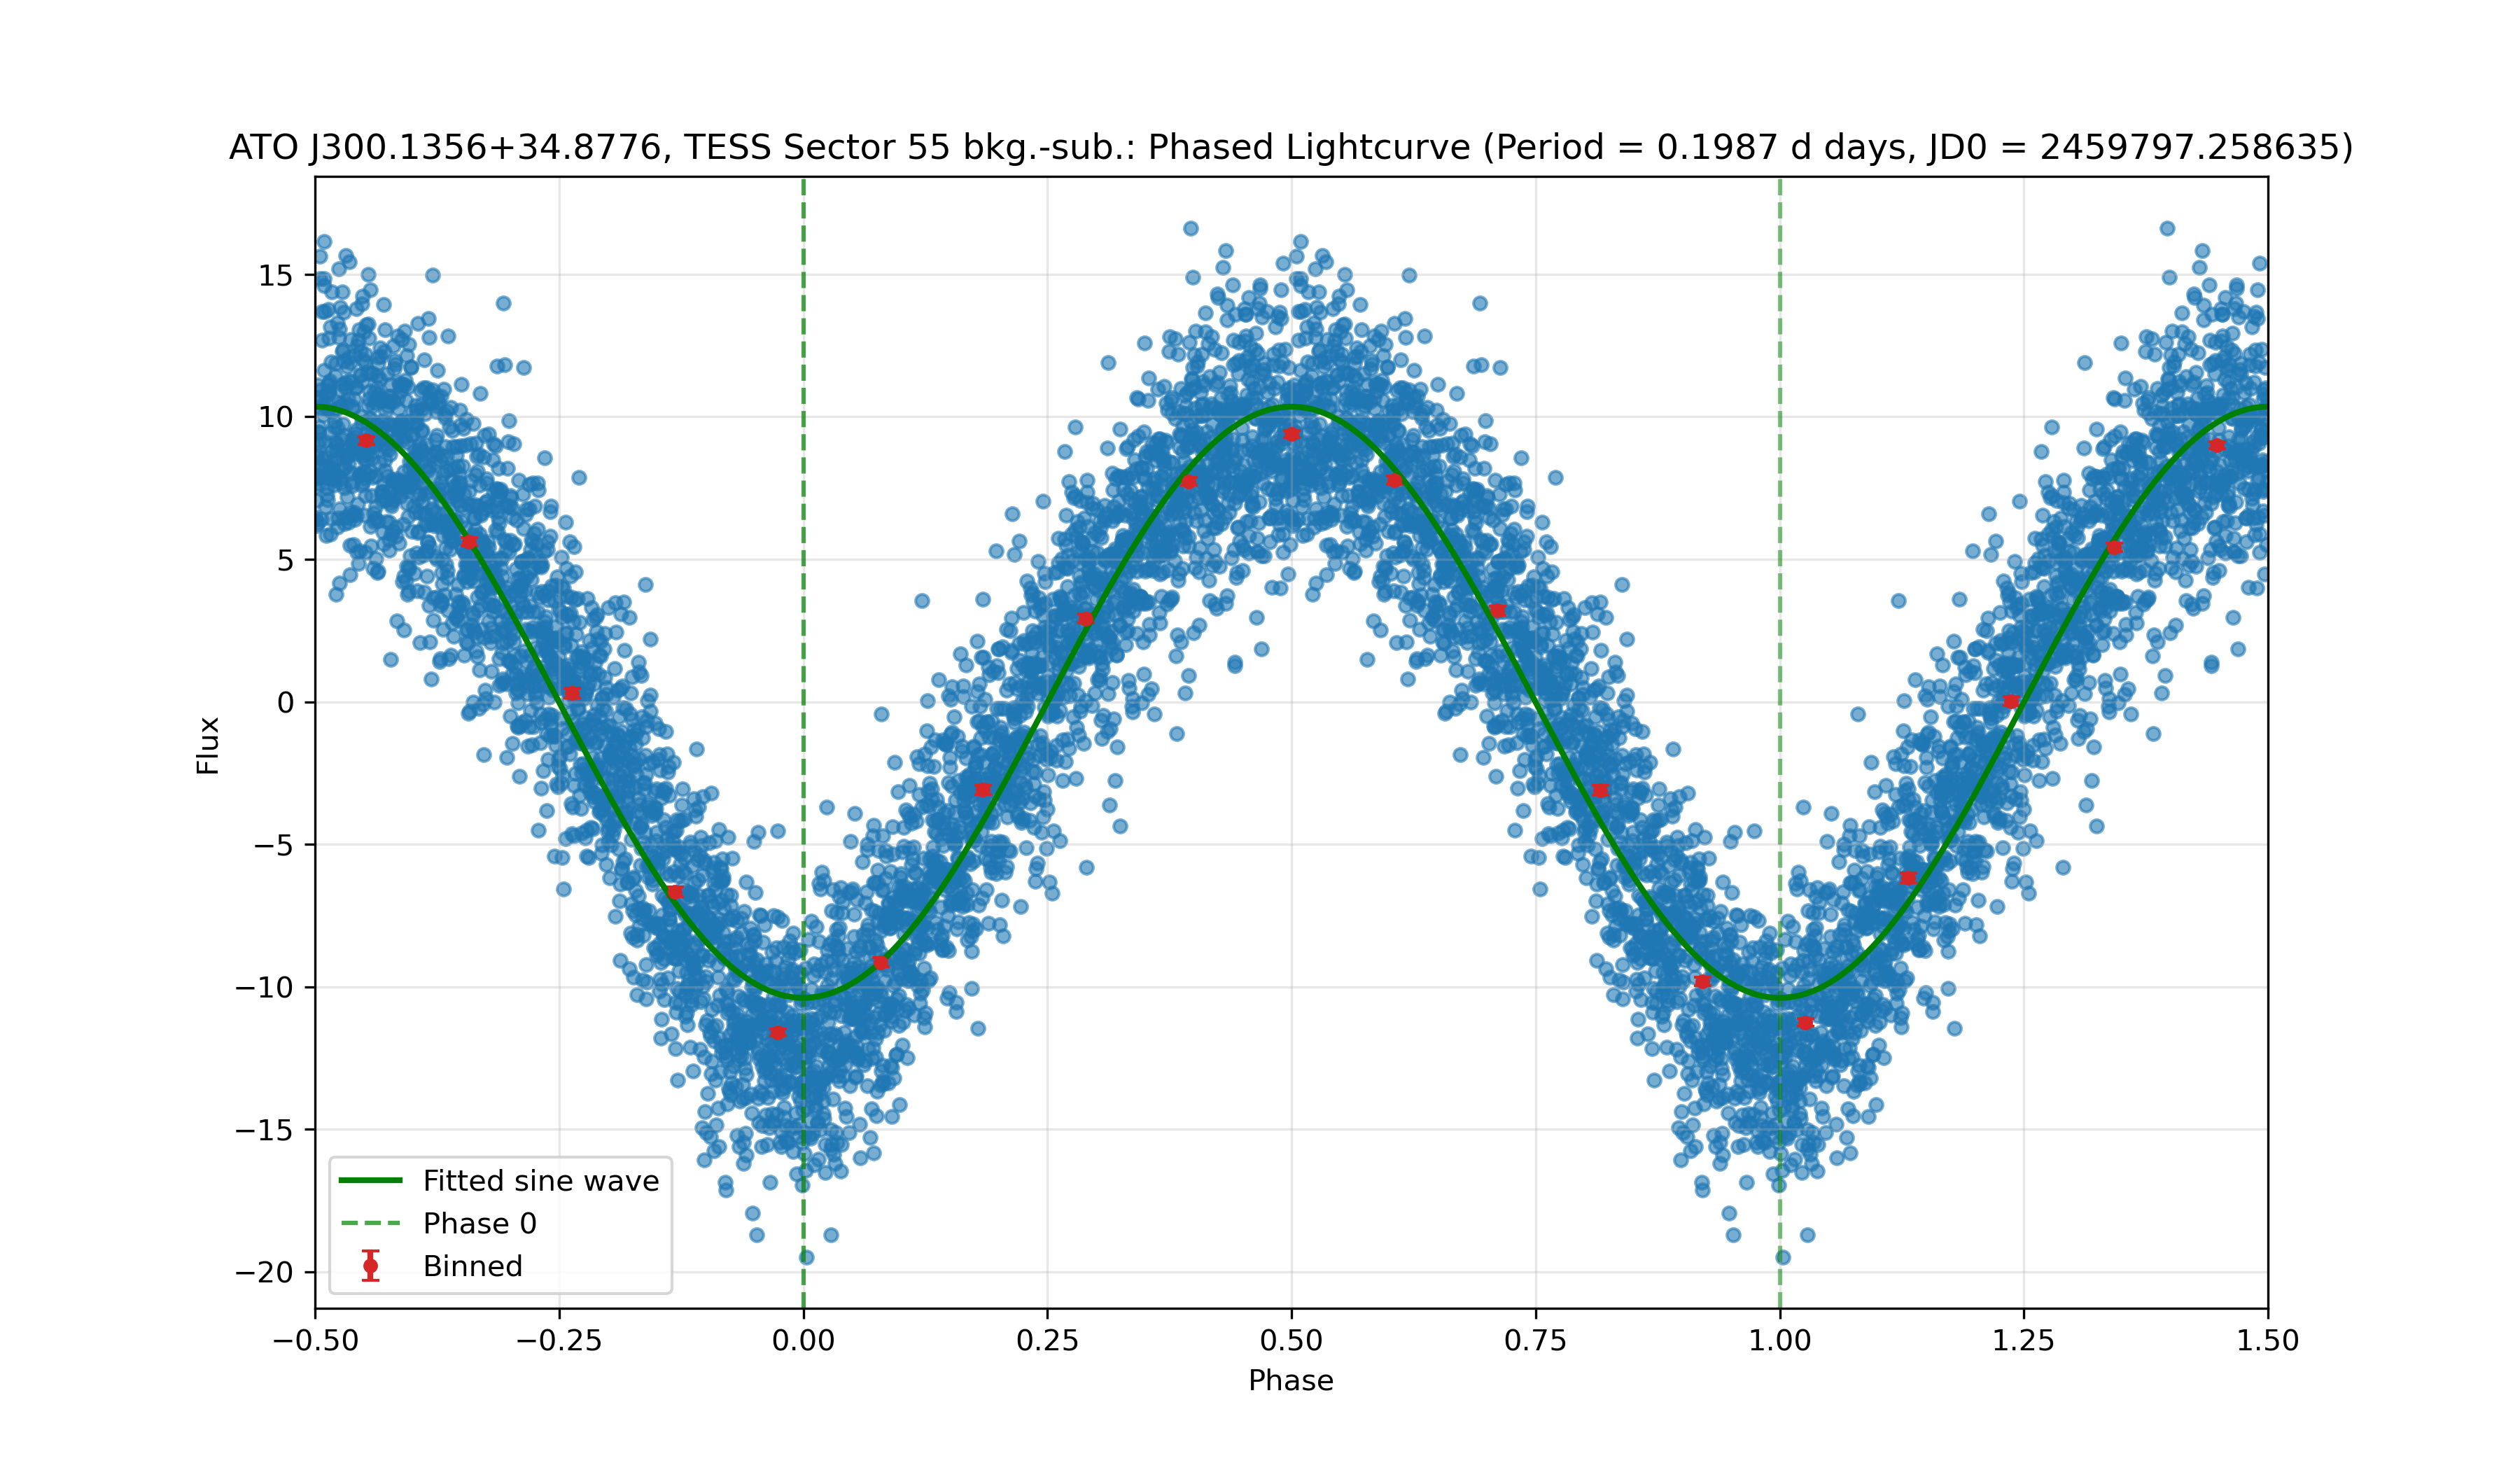 ATO J300.1356+34.8776, TESS Sector 55 bkg.-sub.: Phased Lightcurve (Period = 0.1987 d days, JD0 = 2459797.258635)
15
10
5
0
−5
−10
−15
−20
Flux
Fitted sine wave
Phase 0
Binned
−0.50 −0.25 0.00 0.25 0.50 0.75 1.00 1.25 1.50
Phase